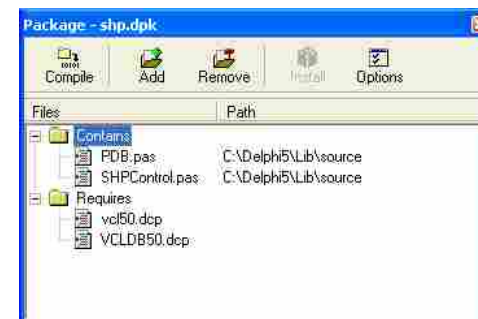 Package - shp.dpk
Compile Add Remove Install Options
Files Path
Contains
PDB.pas C:\Delphi5\Lib\source
SHPControl.pas C:\Delphi5\Lib\source
Requires
vcl50.dcp
VCLDB50.dcp